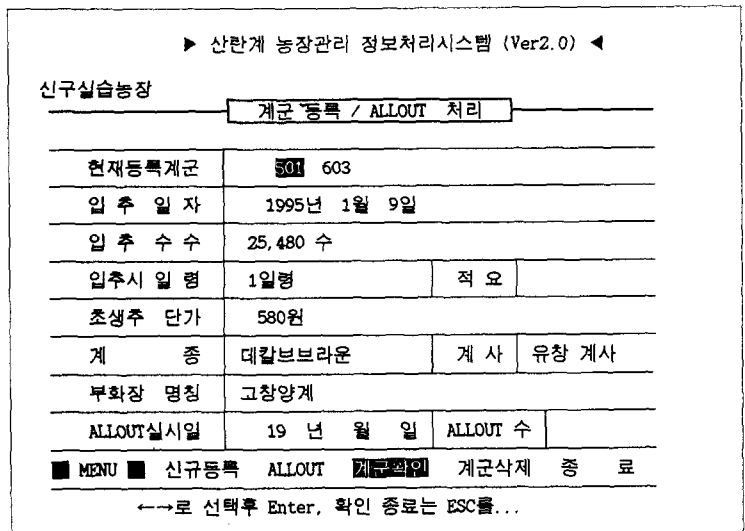 ▶ 산란계 농장관리 정보처리시스템 (Ver2.0) ◀
신구실습농장
계군 등록 / ALLOUT 처리
현재등록계군 501 603
입 추 일 자 1995년 1월 9일
입 추 수 수 25,480 수
입추시 일 령 1일령 적 요
초생추 단가 580원
계 종 데칼브브라운 계 사 유창 계사
부화장 명칭 고창양계
ALLOUT실시일 19 년 월 일 ALLOUT 수
■ MENU ■ 신규등록 ALLOUT 계군확인 계군삭제 종 료
←→로 선택후 Enter, 확인 종료는 ESC를...